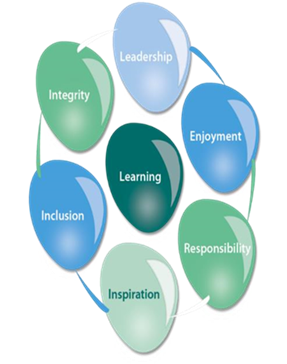 Leadership
Integrity
Enjoyment
Learning
Inclusion
Responsibility
Inspiration